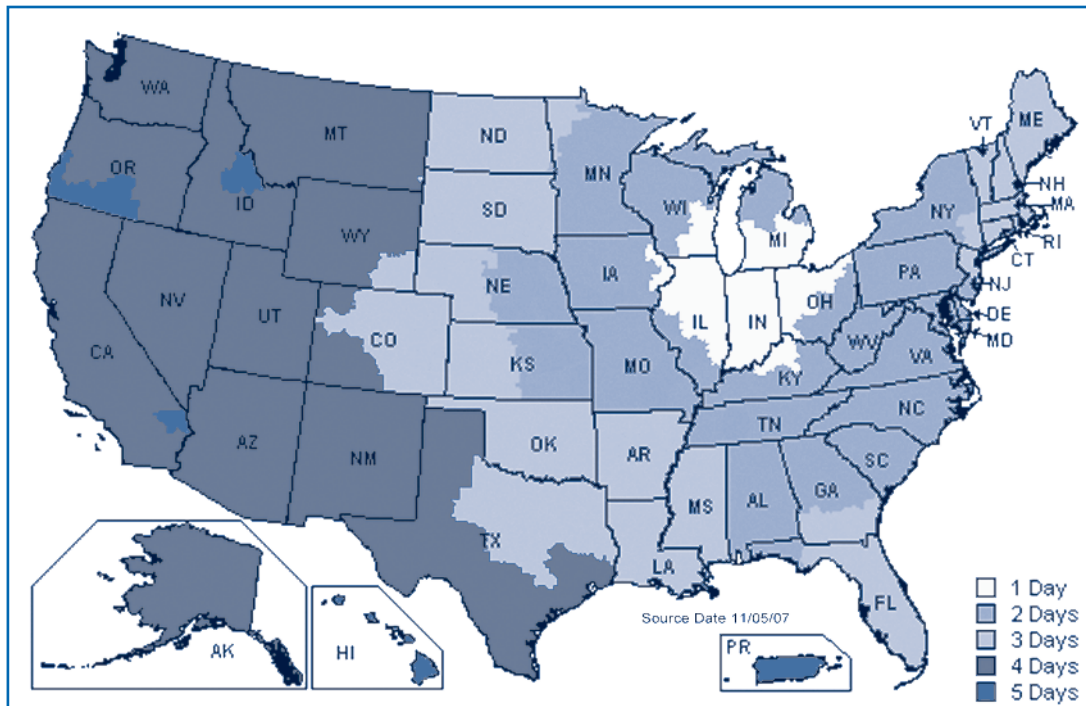 WA
MT
ND
MN
VT
ME
OR
ID
SD
WI
NH
MA
NY
MI
WY
RI
CT
IA
PA
NE
NJ
NV
OH
UT
IL
IN
DE
CA
CO
WV
MD
KS
MO
VA
KY
NC
TN
AZ
OK
NM
AR
SC
MS
AL
GA
TX
LA
FL
1 Day
Source Date 11/05/07
2 Days
PR
3 Days
AK
HI
4 Days
5 Days